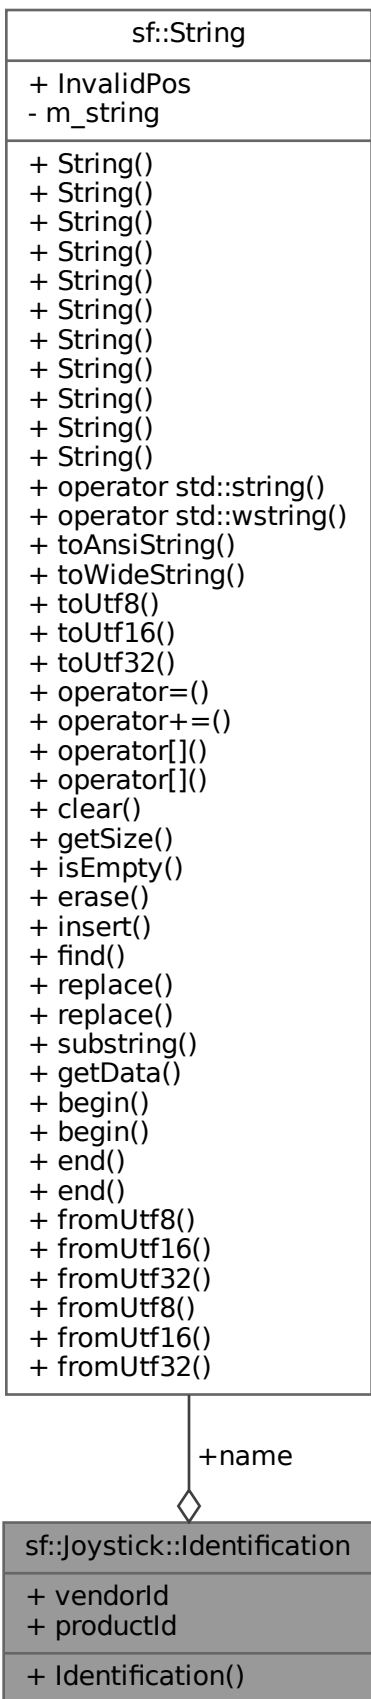 sf::String
+ InvalidPos
- m_string
+ String()
+ String()
+ String()
+ String()
+ String()
+ String()
+ String()
+ String()
+ String()
+ String()
+ String()
+ operator std::string()
+ operator std::wstring()
+ toAnsiString()
+ toWideString()
+ toUtf8()
+ toUtf16()
+ toUtf32()
+ operator=()
+ operator+=()
+ operator[]()
+ operator[]()
+ clear()
+ getSize()
+ isEmpty()
+ erase()
+ insert()
+ find()
+ replace()
+ replace()
+ substring()
+ getData()
+ begin()
+ begin()
+ end()
+ end()
+ fromUtf8()
+ fromUtf16()
+ fromUtf32()
+ fromUtf8()
+ fromUtf16()
+ fromUtf32()
+name
sf::Joystick::Identification
+ vendorId
+ productId
+ Identification()